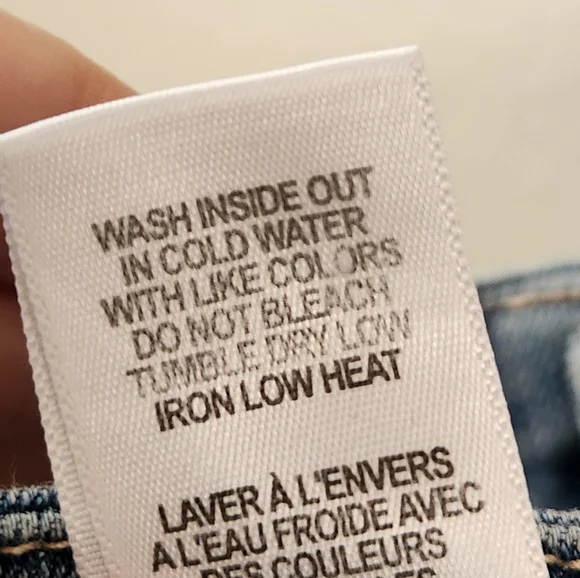 WASH INSIDE OUT
IN COLD WATER
WITH LIKE COLORS
DO NOT BLEACH
TUMBLE DRY LOW
IRON LOW HEAT
LAVER À L'ENVERS
A L'EAU FROIDE AVEC
DES COULEURS